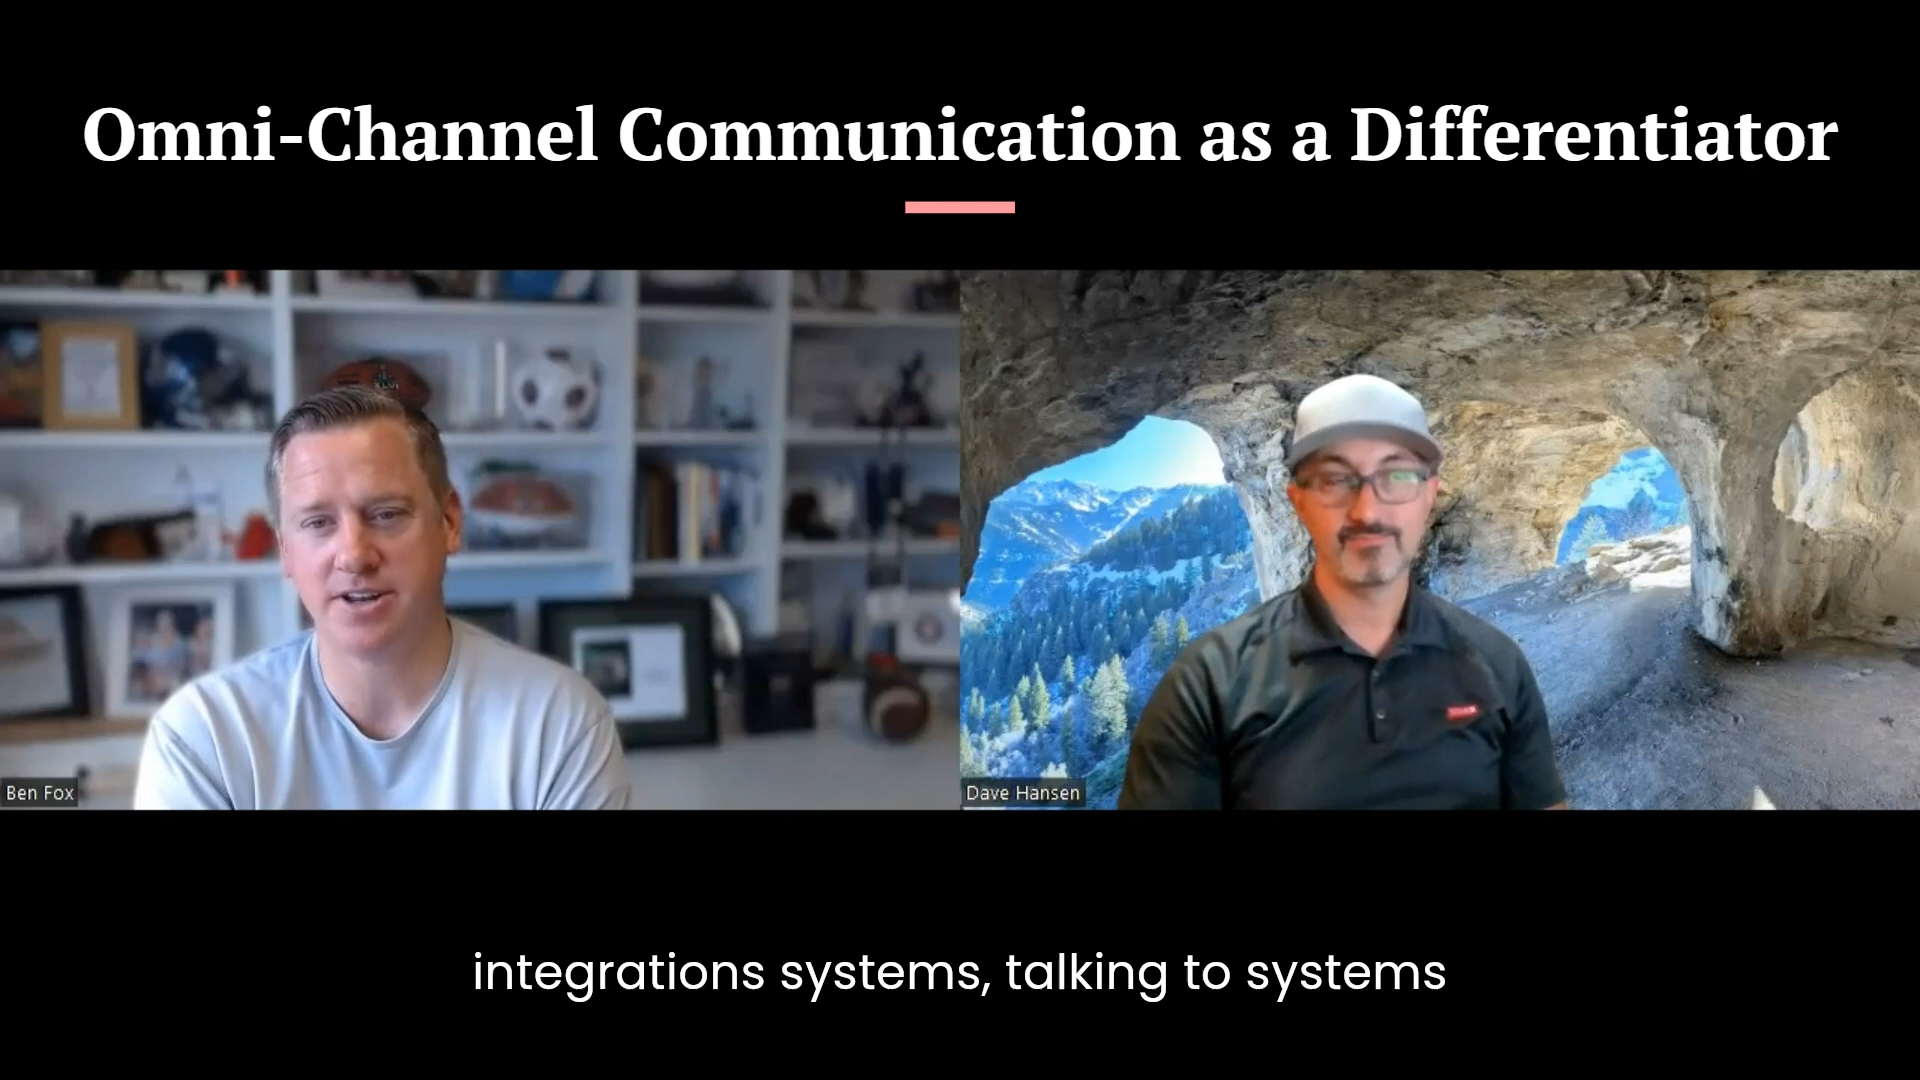 Omni-Channel Communication as a Differentiator
Ben Fox
Dave Hansen
integrations systems, talking to systems